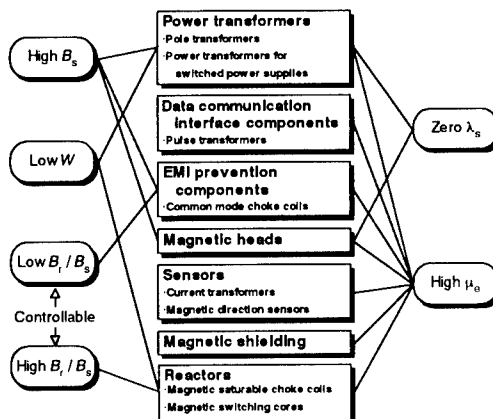 High Bs
Low W
Low Br / Bs
Controllable
High Br / Bs
Power transformers
·Pole transformers
·Power transformers for
switched power supplies
Data communication
interface components
·Pulse transformers
EMI prevention
components
·Common mode choke coils
Magnetic heads
Sensors
·Current transformers
·Magnetic direction sensors
Magnetic shielding
Reactors
·Magnetic saturable choke coils
·Magnetic switching cores
Zero λs
High μe